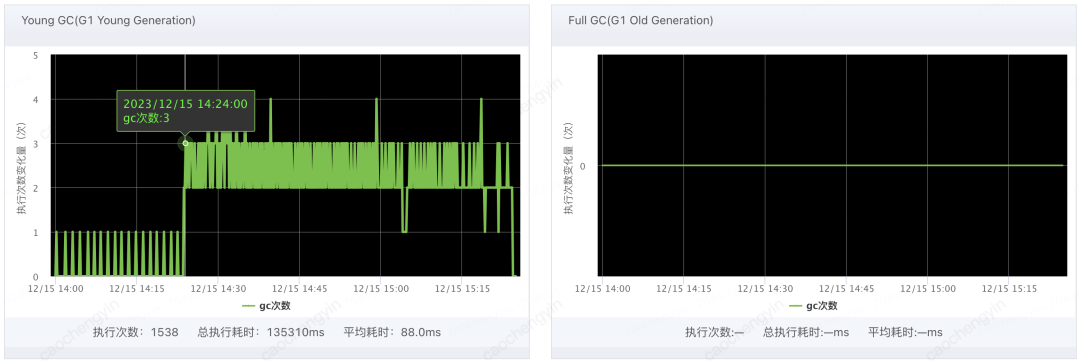 Young GC(G1 Young Generation)
执行次数变化量（次）
5
4
3
2
1
0
2023/12/15 14:24:00
gc次数:3
12/15 14:00
12/15 14:15
12/15 14:30
12/15 14:45
12/15 15:00
12/15 15:15
gc次数
执行次数：1538 总执行耗时：135310ms 平均耗时：88.0ms
Full GC(G1 Old Generation)
执行次数变化量（次）
0
12/15 14:00
12/15 14:15
12/15 14:30
12/15 14:45
12/15 15:00
12/15 15:15
gc次数
执行次数:— 总执行耗时:—ms 平均耗时:—ms
caochengyin
caochengyin
caochengyin
caochengyin